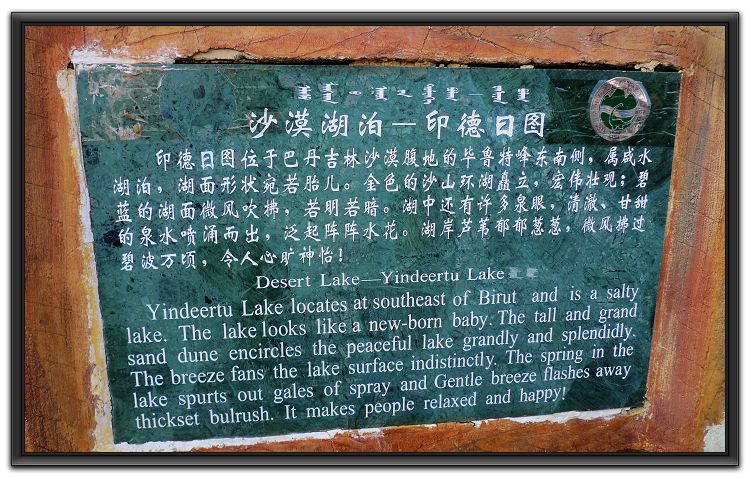 沙漠湖泊—印德日图
印德日图位于巴丹吉林沙漠腹地的毕鲁特峰东南侧，属咸水
湖泊，湖面形状宛若胎儿。金色的沙山环湖矗立，宏伟壮观；碧
蓝的湖面微风吹拂，若明若暗。湖中还有许多泉眼，清澈、甘甜
的泉水喷涌而出，泛起阵阵水花。湖岸芦苇郁郁葱葱，微风拂过
碧波万顷，令人心旷神怡！
Desert Lake—Yindeertu Lake
Yindeertu Lake locates at southeast of Birut and is a salty
lake. The lake looks like a new-born baby. The tall and grand
sand dune encircles the peaceful lake grandly and splendidly.
The breeze fans the lake surface indistinctly. The spring in the
lake spurts out gales of spray and Gentle breeze flashes away
thickset bulrush. It makes people relaxed and happy!